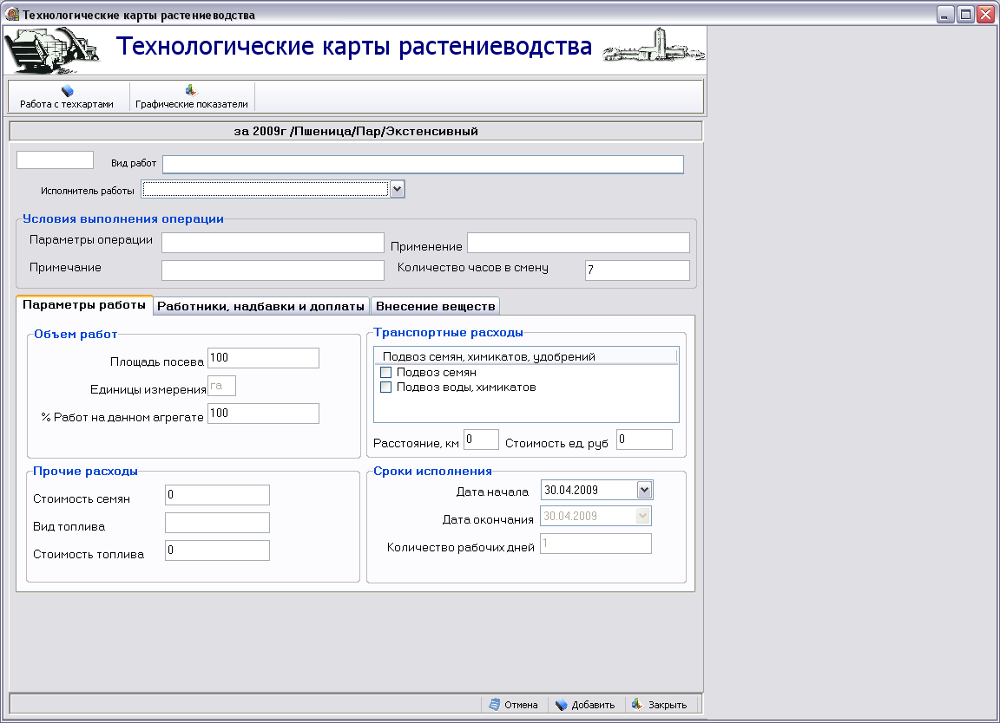 Технологические карты растениеводства
Технологические карты растениеводства
Работа с техкартами Графические показатели
за 2009г /Пшеница/Пар/Экстенсивный
Вид работ
Исполнитель работы
Условия выполнения операции
Параметры операции Применение
Примечание Количество часов в смену 7
Параметры работы Работники, надбавки и доплаты Внесение веществ
Объем работ
Площадь посева 100
Единицы измерения га
% Работ на данном агрегате 100
Транспортные расходы
Подвоз семян, химикатов, удобрений
Подвоз семян
Подвоз воды, химикатов
Расстояние, км 0 Стоимость ед, руб 0
Прочие расходы
Стоимость семян 0
Вид топлива
Стоимость топлива 0
Сроки исполнения
Дата начала 30.04.2009
Дата окончания 30.04.2009
Количество рабочих дней 1
Отмена Добавить Закрыть